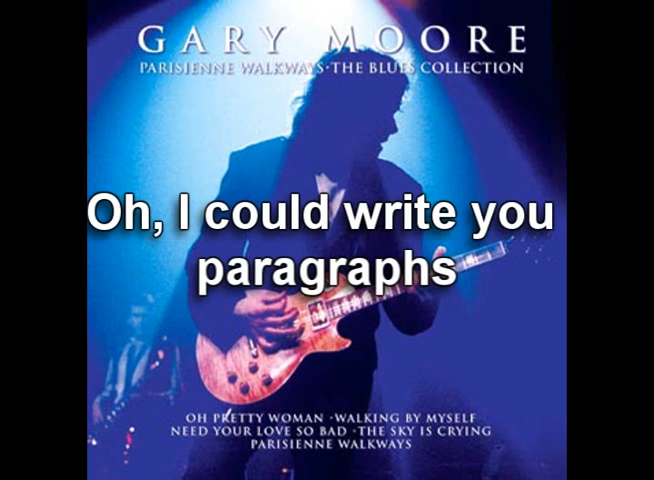 GARY MOORE
PARISIENNE WALKWAYS·THE BLUES COLLECTION
Oh, I could write you
paragraphs
OH PRETTY WOMAN ·WALKING BY MYSELF
NEED YOUR LOVE SO BAD ·THE SKY IS CRYING
PARISIENNE WALKWAYS